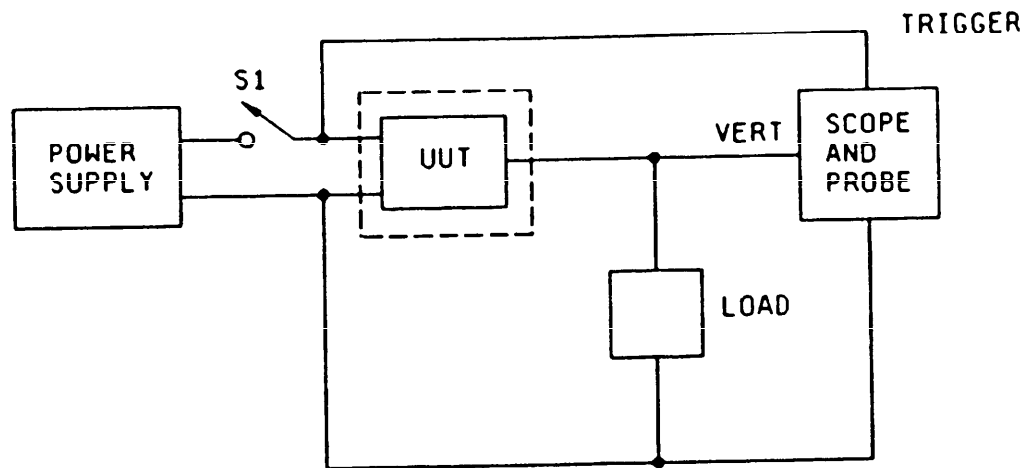 TRIGGER
S1
POWER
SUPPLY
UUT
VERT
SCOPE
AND
PROBE
LOAD